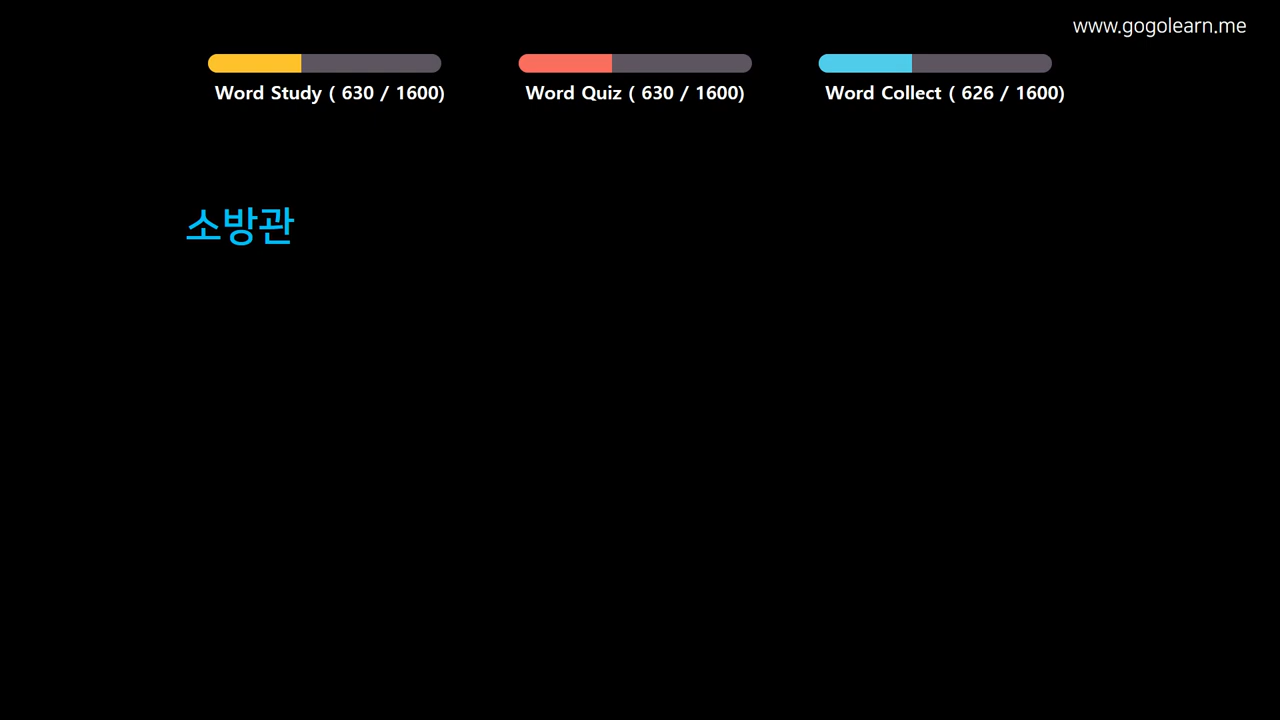 www.gogolearn.me
Word Study ( 630 / 1600)
Word Quiz ( 630 / 1600)
Word Collect ( 626 / 1600)
소방관